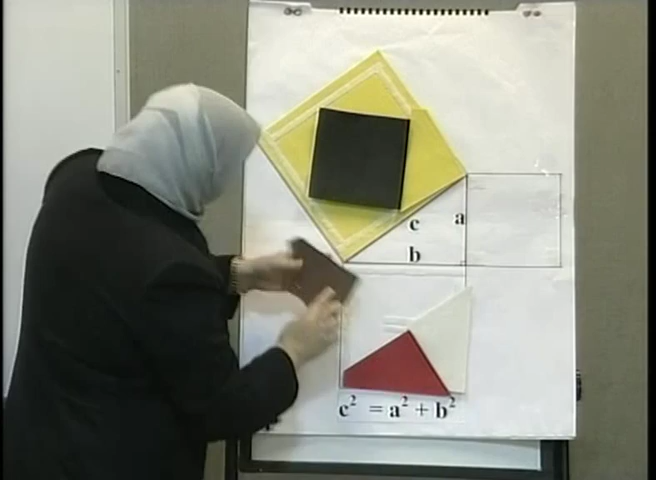 c
a
b
c² = a² + b²